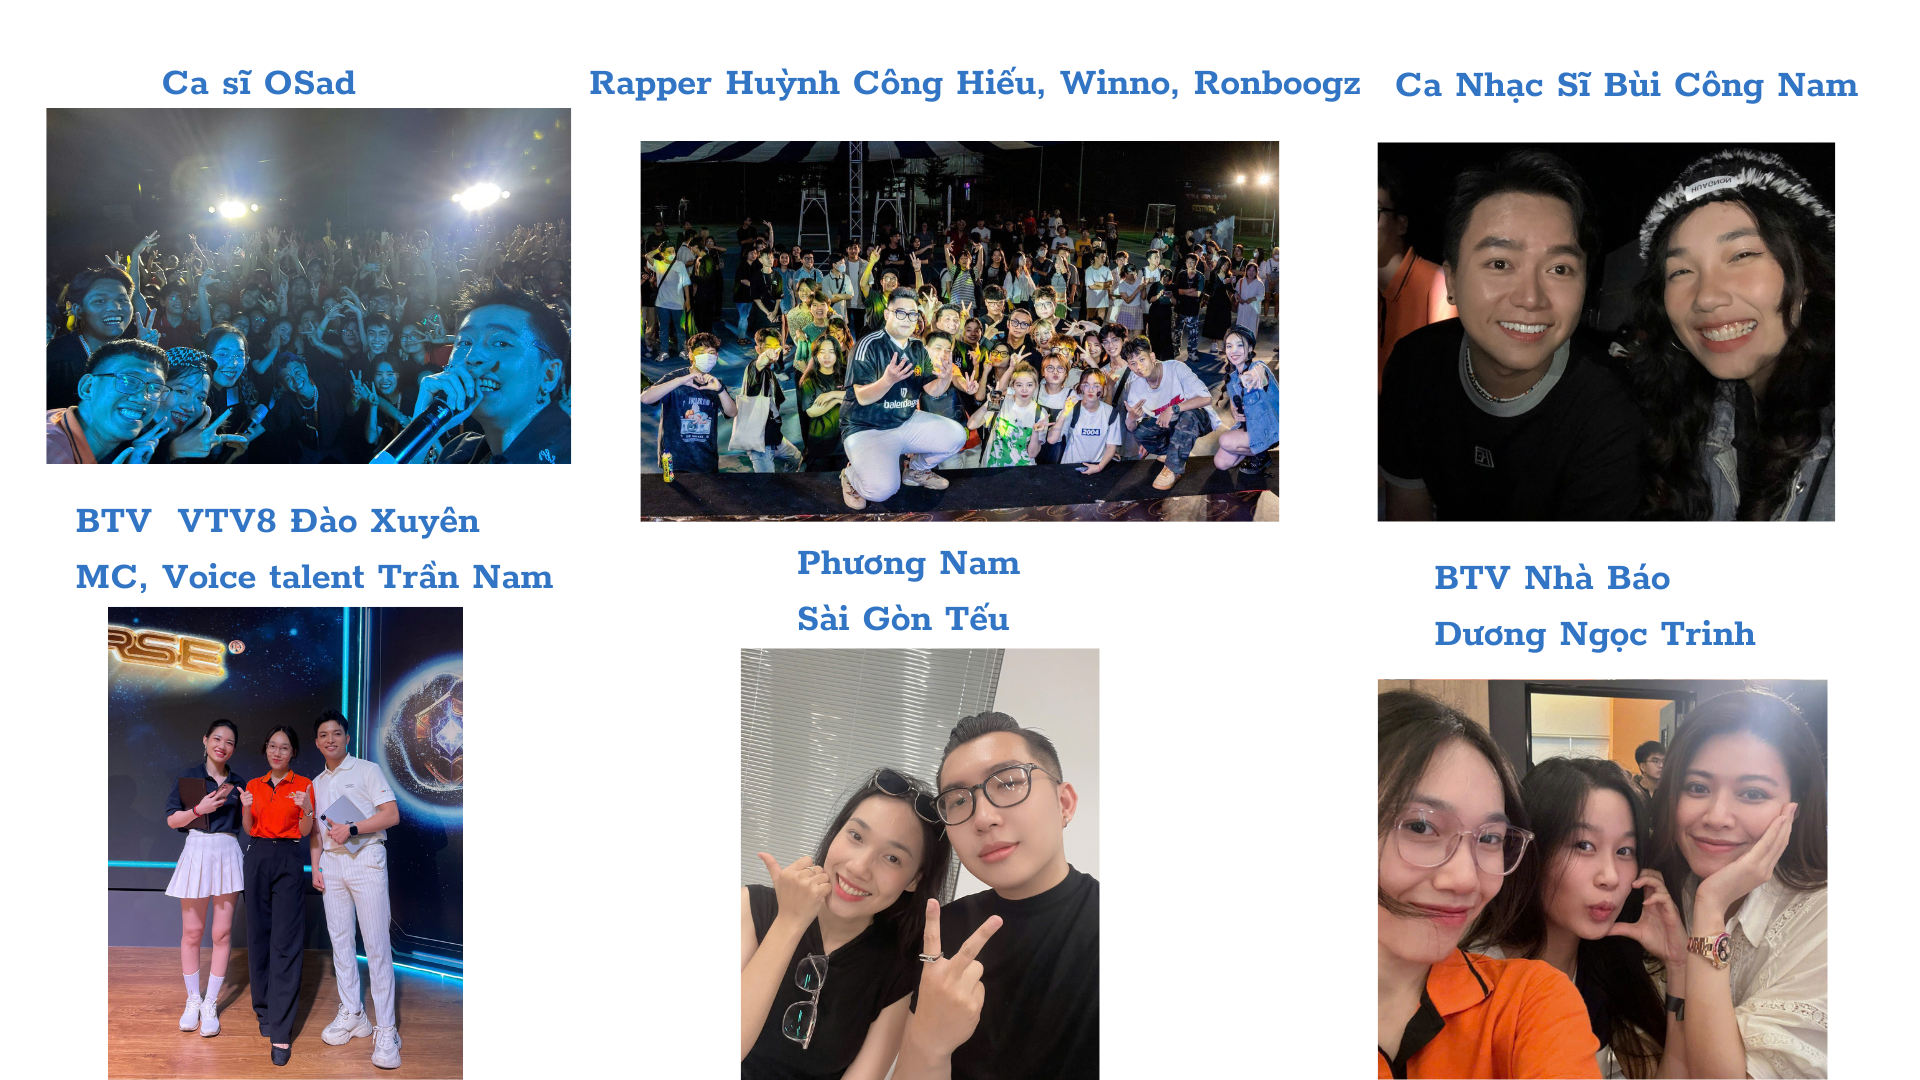 Ca sĩ OSad
Rapper Huỳnh Công Hiếu, Winno, Ronboogz
Ca Nhạc Sĩ Bùi Công Nam
BTV VTV8 Đào Xuyên
MC, Voice talent Trần Nam
RSE
Phương Nam
Sài Gòn Tếu
2004
BTV Nhà Báo
Dương Ngọc Trinh